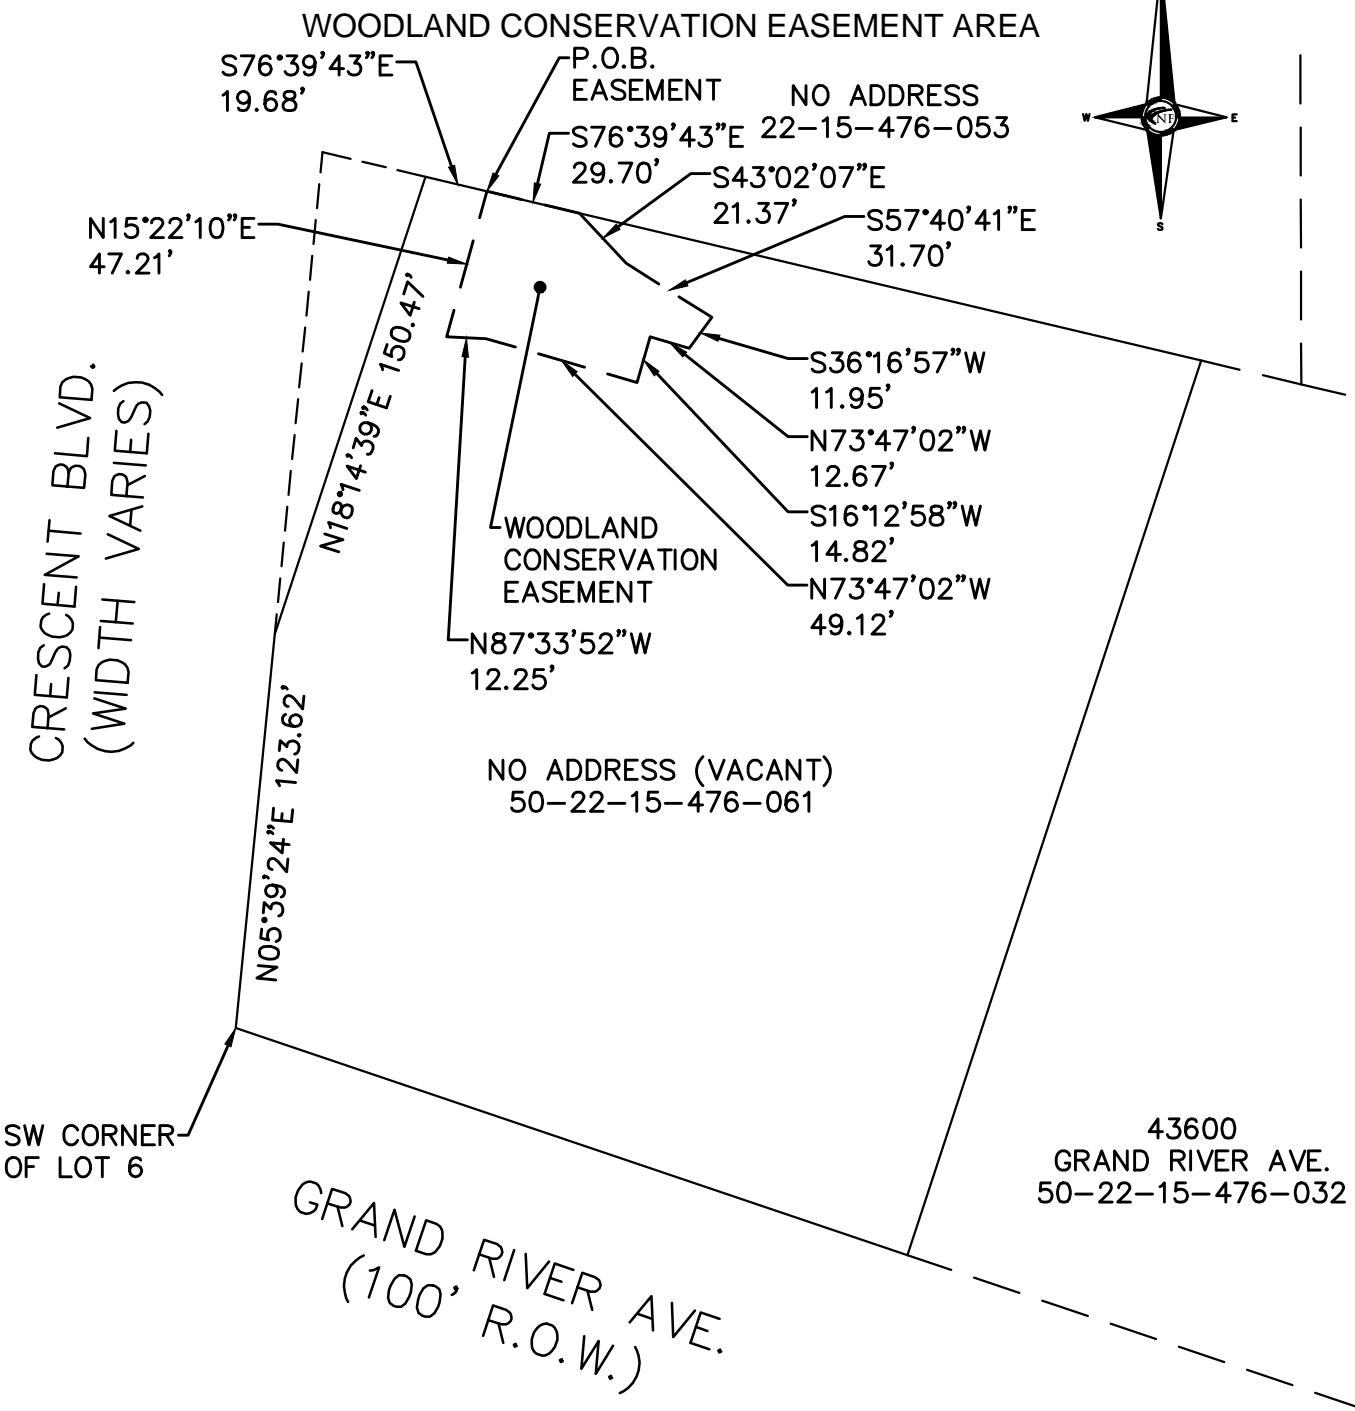 WOODLAND CONSERVATION EASEMENT AREA
S76°39'43"E
19.68'
P.O.B.
EASEMENT
NO ADDRESS
22-15-476-053
S76°39'43"E
29.70'
S43°02'07"E
21.37'
S57°40'41"E
31.70'
W
NF
E
S
N15°22'10"E
47.21'
N18°14'39"E 150.47'
S36°16'57"W
11.95'
N73°47'02"W
12.67'
S16°12'58"W
14.82'
N73°47'02"W
49.12'
CRESCENT BLVD.
(WIDTH VARIES)
WOODLAND
CONSERVATION
EASEMENT
N87°33'52"W
12.25'
N05°39'24"E 123.62'
NO ADDRESS (VACANT)
50-22-15-476-061
SW CORNER
OF LOT 6
43600
GRAND RIVER AVE.
50-22-15-476-032
GRAND RIVER AVE.
(100' R.O.W.)